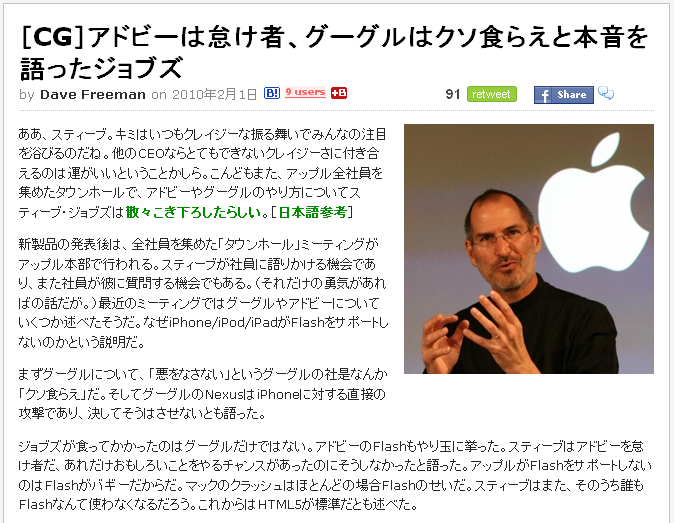 [CG]アドビーは怠け者、グーグルはクソ食らえと本音を
語ったジョブズ
by Dave Freeman on 2010年2月1日 B! 9 users +B 91 retweet f Share
ああ、スティーブ。キミはいつもクレイジーな振る舞いでみんなの注目
を浴びるのだね。他のCEOならとてもできないクレイジーさに付き合
えるのは運がいいということかしら。こんどもまた、アップル全社員を
集めたタウンホールで、アドビーやグーグルのやり方についてス
ティーブ・ジョブズは散々こき下ろしたらしい。[日本語参考]
新製品の発表後は、全社員を集めた「タウンホール」ミーティングが
アップル本部で行われる。スティーブが社員に語りかける機会であ
り、また社員が彼に質問する機会でもある。(それだけの勇気があれ
ばの話だが。)最近のミーティングではグーグルやアドビーについて
いくつか述べたそうだ。なぜiPhone/iPod/iPadがFlashをサポートし
ないのかという説明だ。
まずグーグルについて、「悪をなさない」というグーグルの社是なんか
「クソ食らえ」だ。そしてグーグルのNexusはiPhoneに対する直接の
攻撃であり、決してそうはさせないとも語った。
ジョブズが食ってかかったのはグーグルだけではない。アドビーのFlashもやり玉に挙った。スティーブはアドビーを怠
け者だ、あれだけおもしろいことをやるチャンスがあったのにそうしなかったと語った。アップルがFlashをサポートしない
のはFlashがバギーだからだ。マックのクラッシュはほとんどの場合Flashのせいだ。スティーブはまた、そのうち誰も
Flashなんて使わなくなるだろう。これからはHTML5が標準だとも述べた。